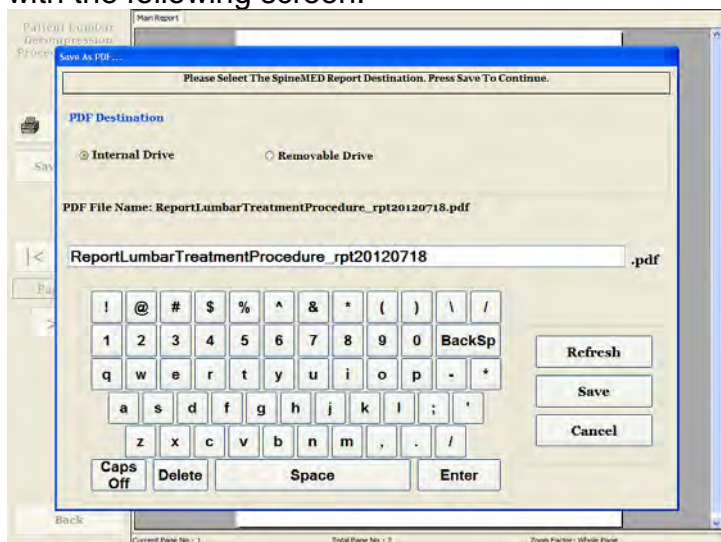 with the following screen.
Main Report
Patient Lumbar
Decompression
Save As PDF...
Please Select The SpineMED Report Destination. Press Save To Continue.
PDF Destination
Internal Drive Removable Drive
PDF File Name: ReportLumbarTreatmentProcedure_rpt20120718.pdf
|<
ReportLumbarTreatmentProcedure_rpt20120718 .pdf
! @ # $ % ^ & * ( ) \ /
1 2 3 4 5 6 7 8 9 0 BackSp
Refresh
q w e r t y u i o p - *
Save
a s d f g h j k l ; '
Cancel
z x c v b n m , . /
Caps Off Delete Space Enter
Back
Current Page No.: 1 Total Page No.: 2 Zoom Factor: Whole Page